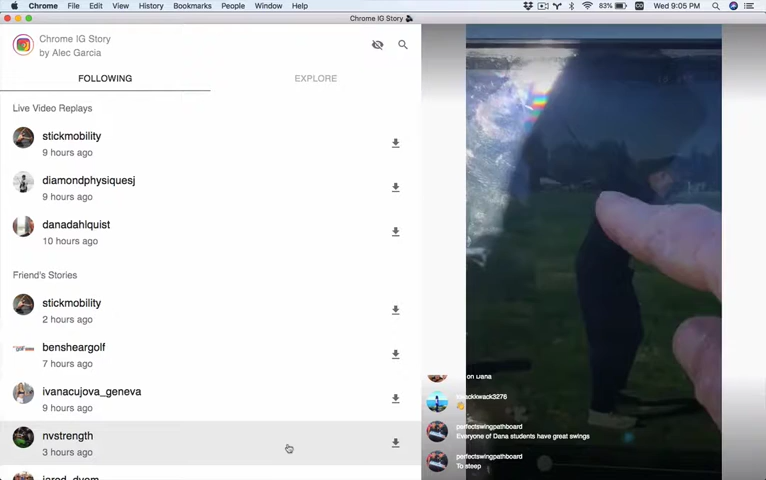 Chrome File Edit View History Bookmarks People Window Help
83% Wed 9:05 PM
Chrome IG Story
Chrome IG Story
by Alec Garcia
FOLLOWING
EXPLORE
Live Video Replays
stickmobility
9 hours ago
diamondphysiquesj
9 hours ago
danadahlquist
10 hours ago
Friend's Stories
stickmobility
2 hours ago
bensheargolf
7 hours ago
ivanacujova_geneva
9 hours ago
nvstrength
3 hours ago
on Dana
perfectswingpathboard
Everyone of Dana students have great swings
perfectswingpathboard
To steep